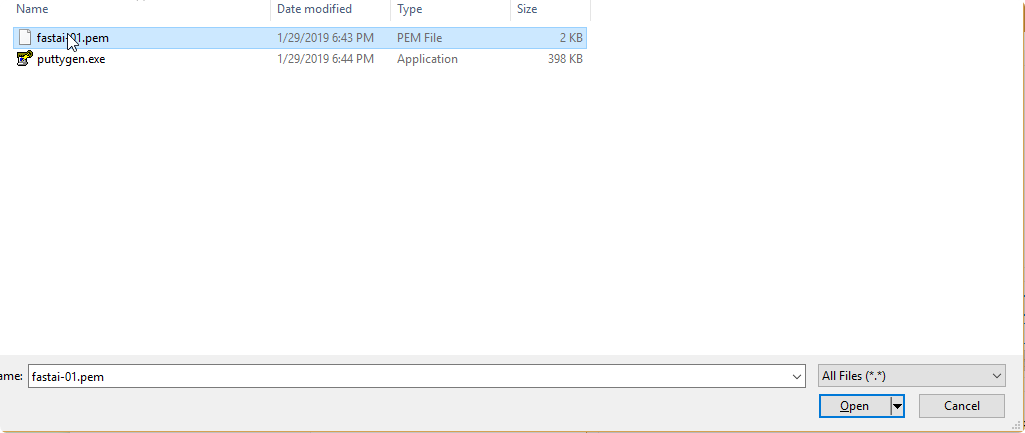 Name Date modified Type Size
fastai-01.pem 1/29/2019 6:43 PM PEM File 2 KB
puttygen.exe 1/29/2019 6:44 PM Application 398 KB
ame: fastai-01.pem All Files (*.*)
Open Cancel